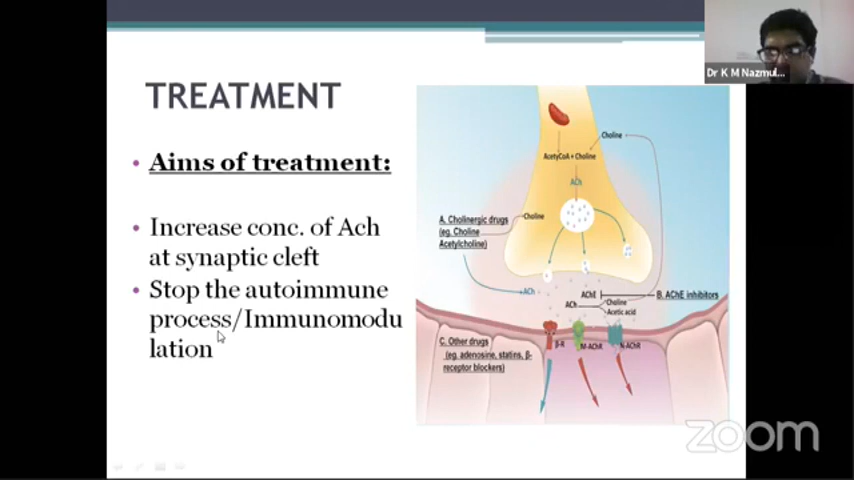 Dr K M Nazmul...
TREATMENT
• Aims of treatment:
• Increase conc. of Ach
at synaptic cleft
• Stop the autoimmune
process/Immunomodu
lation
Choline
AcetyCoA + Choline
ACh
A. Cholinergic drugs
(eg. Choline
Acetylcholine)
Choline
ACh
AChE
B. AChE inhibitors
ACh
Choline
Acetic acid
C. Other drugs
(eg, adenosine, statins, β-
receptor blockers)
β-R
M-AChR
N-AChR
zoom